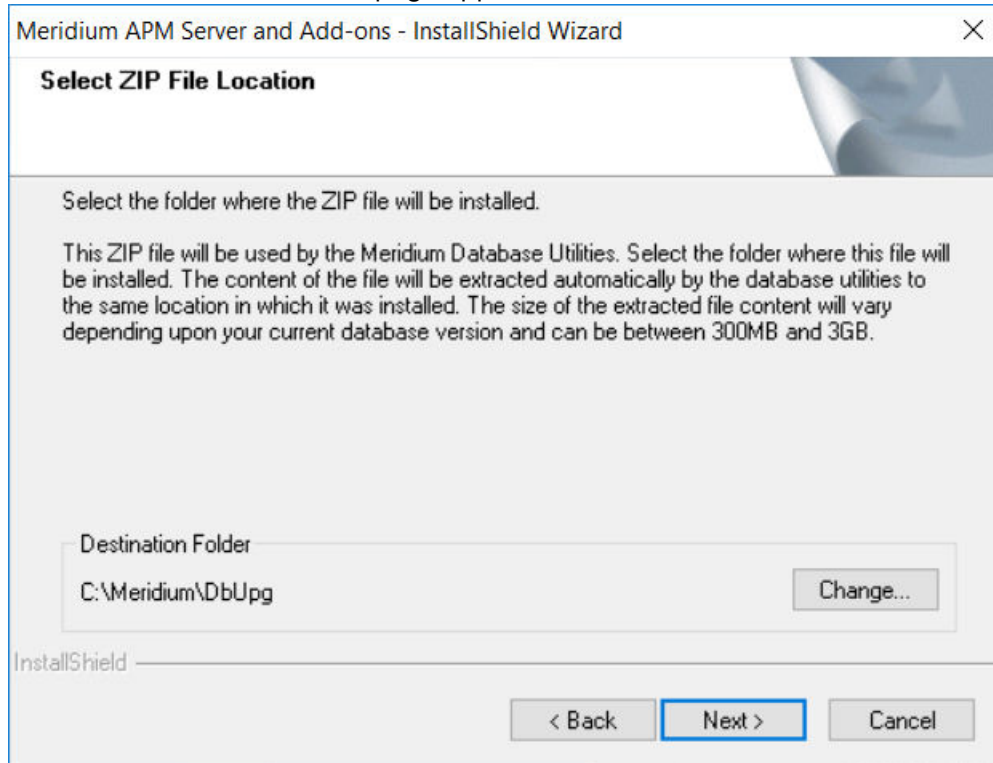 Meridium APM Server and Add-ons - InstallShield Wizard
Select ZIP File Location
Select the folder where the ZIP file will be installed.
This ZIP file will be used by the Meridium Database Utilities. Select the folder where this file will
be installed. The content of the file will be extracted automatically by the database utilities to
the same location in which it was installed. The size of the extracted file content will vary
depending upon your current database version and can be between 300MB and 3GB.
Destination Folder
C:\Meridium\DbUpg
Change...
InstallShield
< Back
Next >
Cancel